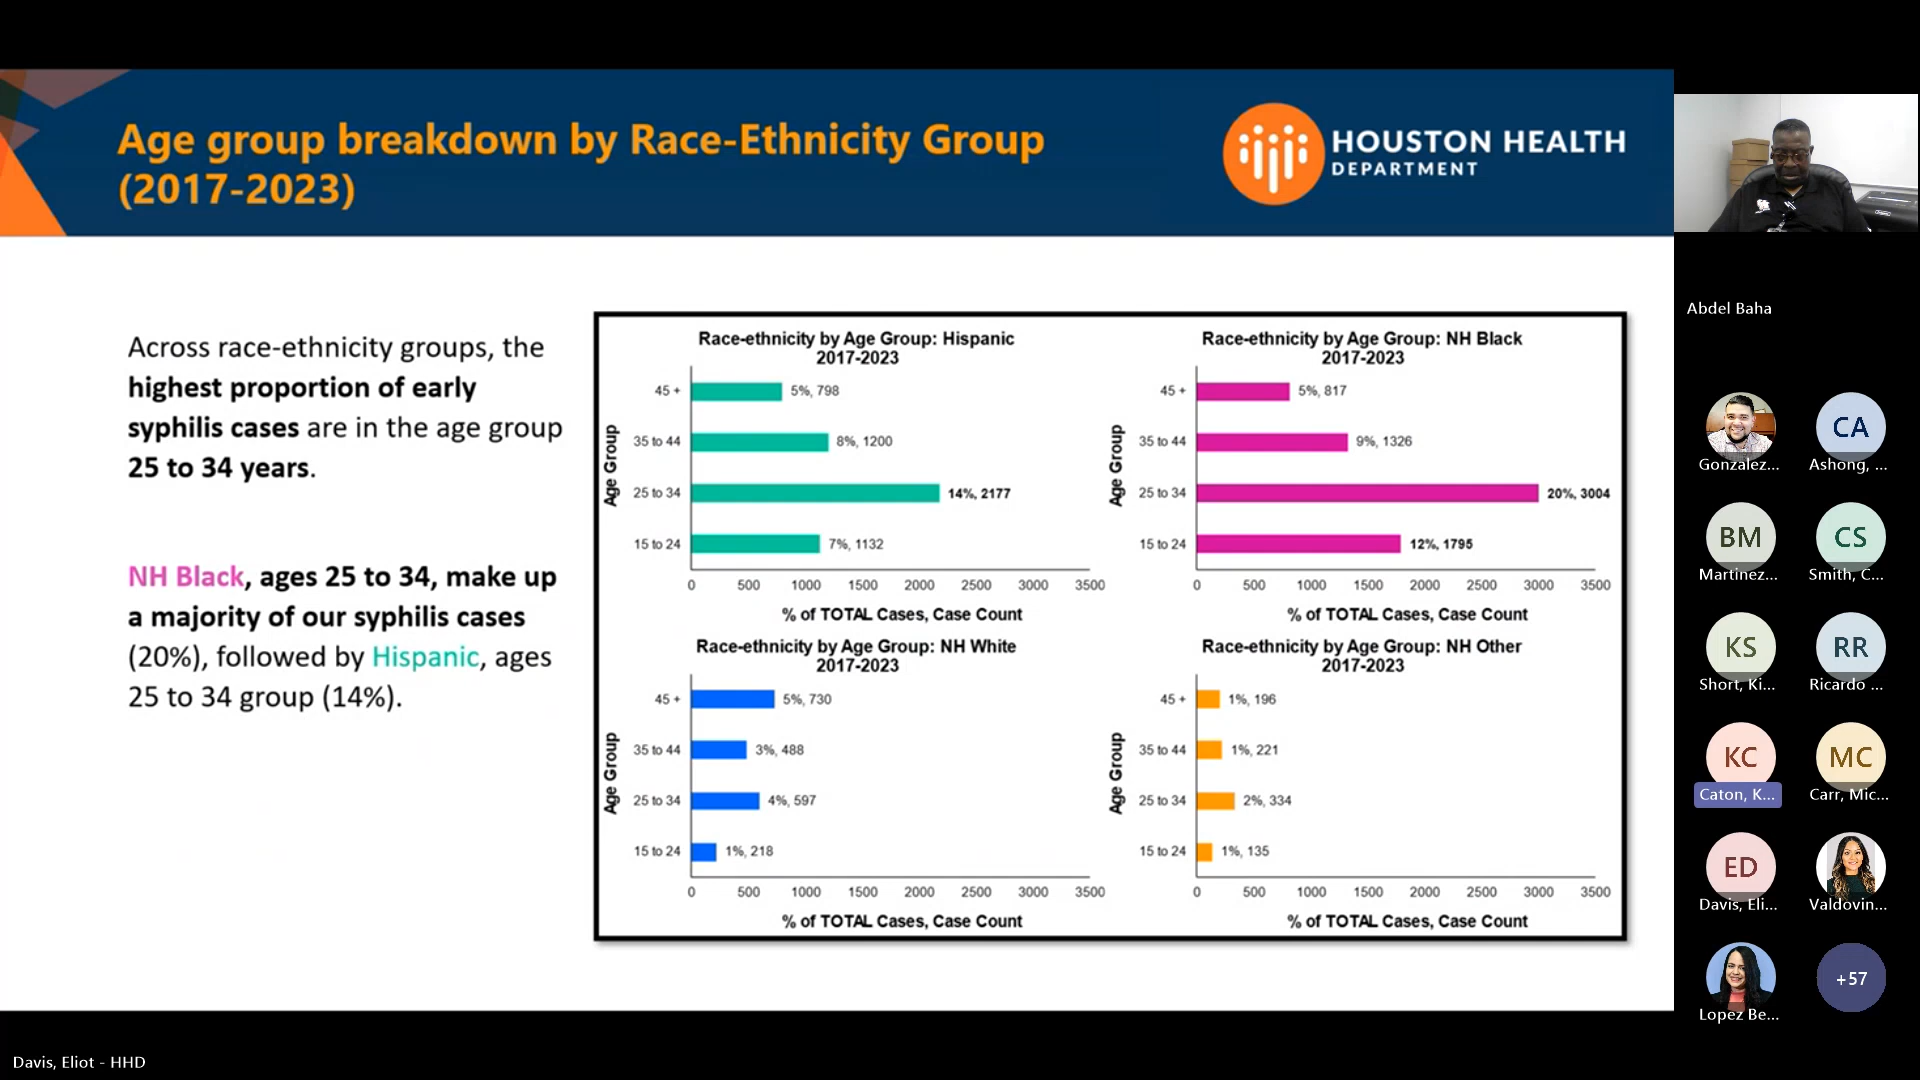 Age group breakdown by Race-Ethnicity Group
(2017-2023)
HOUSTON HEALTH
DEPARTMENT
Across race-ethnicity groups, the
highest proportion of early
syphilis cases are in the age group
25 to 34 years.
NH Black, ages 25 to 34, make up
a majority of our syphilis cases
(20%), followed by Hispanic, ages
25 to 34 group (14%).
Race-ethnicity by Age Group: Hispanic
2017-2023
Age Group
45 +
5%, 798
35 to 44
8%, 1200
25 to 34
14%, 2177
15 to 24
7%, 1132
0 500 1000 1500 2000 2500 3000 3500
% of TOTAL Cases, Case Count
Race-ethnicity by Age Group: NH Black
2017-2023
Age Group
45 +
5%, 817
35 to 44
9%, 1326
25 to 34
20%, 3004
15 to 24
12%, 1795
0 500 1000 1500 2000 2500 3000 3500
% of TOTAL Cases, Case Count
Race-ethnicity by Age Group: NH White
2017-2023
Age Group
45 +
5%, 730
35 to 44
3%, 488
25 to 34
4%, 597
15 to 24
1%, 218
0 500 1000 1500 2000 2500 3000 3500
% of TOTAL Cases, Case Count
Race-ethnicity by Age Group: NH Other
2017-2023
Age Group
45 +
1%, 196
35 to 44
1%, 221
25 to 34
2%, 334
15 to 24
1%, 135
0 500 1000 1500 2000 2500 3000 3500
% of TOTAL Cases, Case Count
Abdel Baha
Gonzalez...
CA
Ashong, ...
BM
Martinez...
CS
Smith, C...
KS
Short, Ki...
RR
Ricardo ...
KC
Caton, K...
MC
Carr, Mic...
ED
Davis, Eli...
Valdovin...
Lopez Be...
+57
Davis, Eliot - HHD